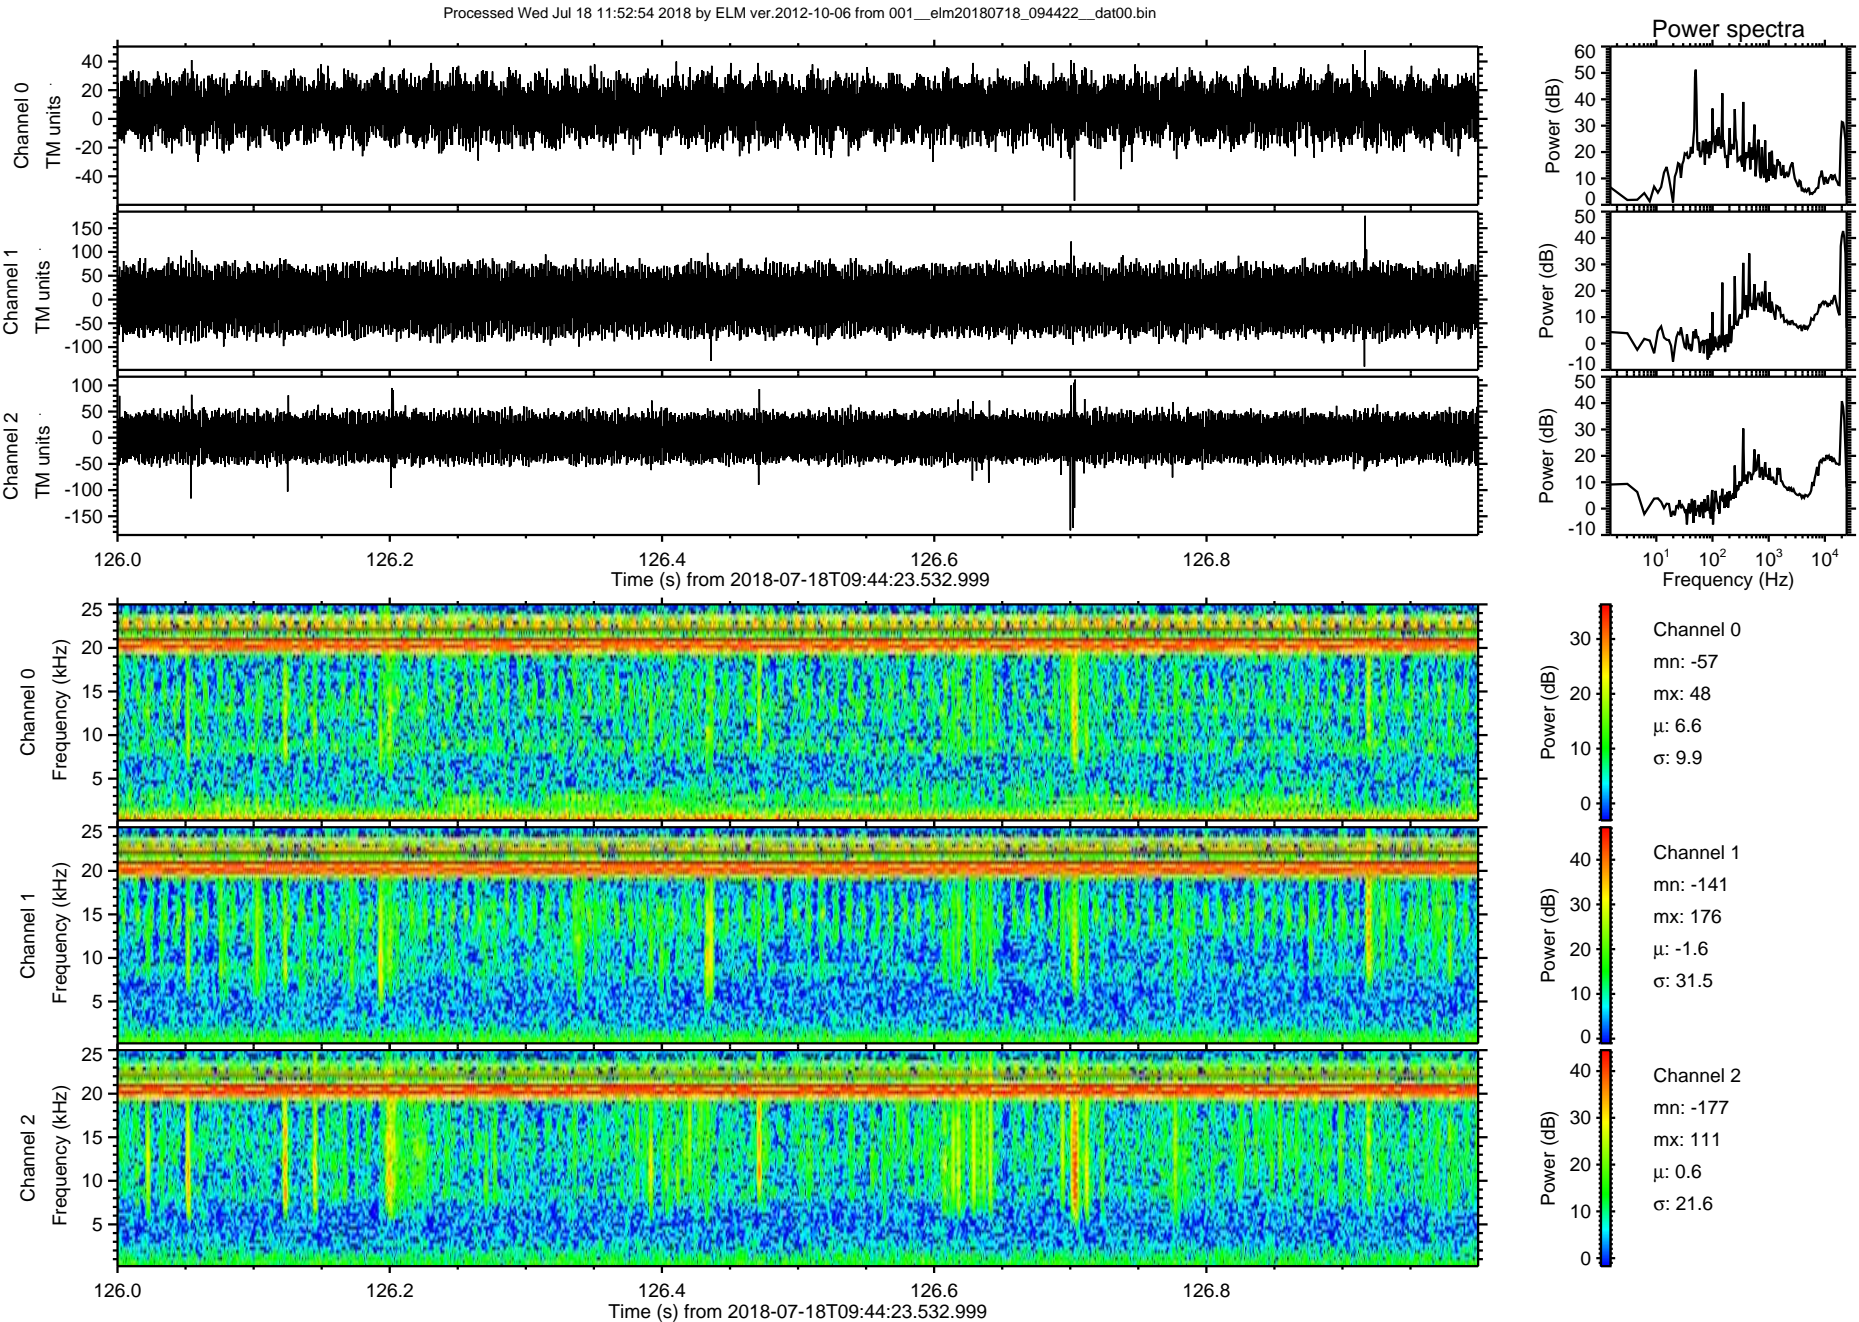 Processed Wed Jul 18 11:52:54 2018 by ELM ver.2012-10-06 from 001__elm20180718_094422__dat00.bin
Power spectra
Channel 0
TM units
40
20
0
-20
-40
Power (dB)
60
50
40
30
20
10
0
Channel 1
TM units
150
100
50
0
-50
-100
Power (dB)
50
40
30
20
10
0
-10
Channel 2
TM units
100
50
0
-50
-100
-150
Power (dB)
50
40
30
20
10
0
-10
126.0 126.2 126.4 126.6 126.8
Time (s) from 2018-07-18T09:44:23.532.999
10^1 10^2 10^3 10^4
Frequency (Hz)
Channel 0
Frequency (kHz)
25
20
15
10
5
Power (dB)
30
20
10
0
Channel 0
mn: -57
mx: 48
μ: 6.6
σ: 9.9
Channel 1
Frequency (kHz)
25
20
15
10
5
Power (dB)
40
30
20
10
0
Channel 1
mn: -141
mx: 176
μ: -1.6
σ: 31.5
Channel 2
Frequency (kHz)
25
20
15
10
5
Power (dB)
40
30
20
10
0
Channel 2
mn: -177
mx: 111
μ: 0.6
σ: 21.6
126.0 126.2 126.4 126.6 126.8
Time (s) from 2018-07-18T09:44:23.532.999